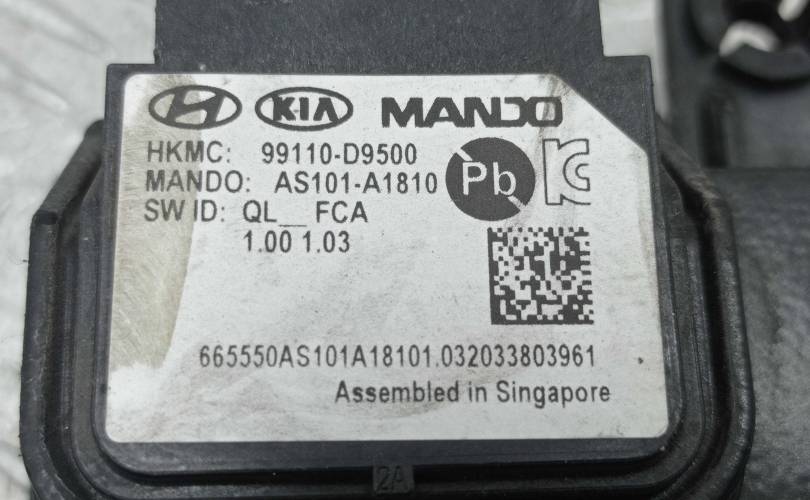 KIA MANDO
HKMC: 99110-D9500
MANDO: AS101-A1810 Pb
SW ID: QL__FCA
1.00 1.03
665550AS101A18101.032033803961
Assembled in Singapore
2A